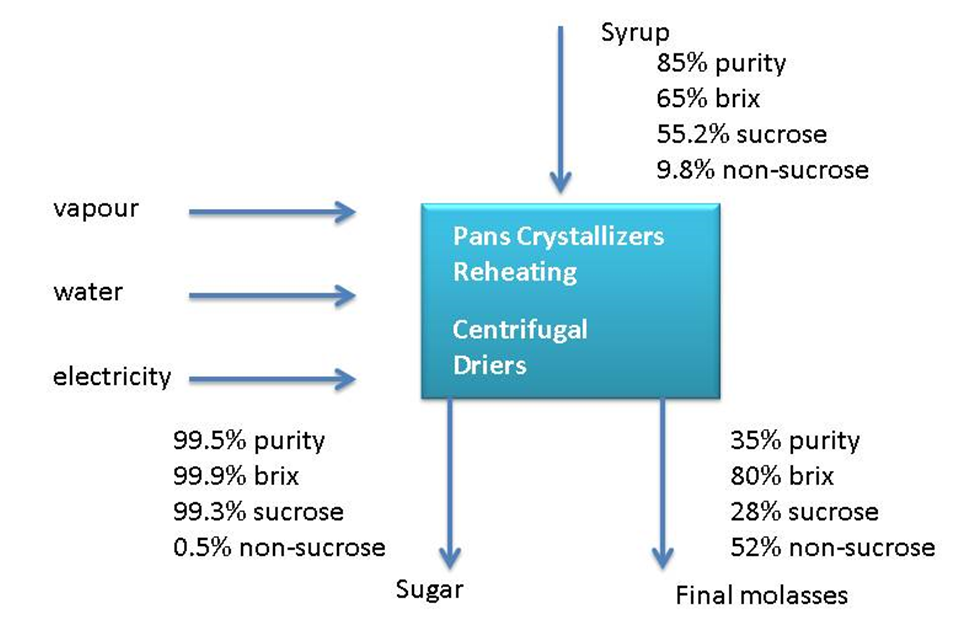 Syrup
85% purity
65% brix
55.2% sucrose
9.8% non-sucrose
vapour
water
electricity
Pans Crystallizers
Reheating
Centrifugal
Driers
99.5% purity
99.9% brix
99.3% sucrose
0.5% non-sucrose
Sugar
35% purity
80% brix
28% sucrose
52% non-sucrose
Final molasses